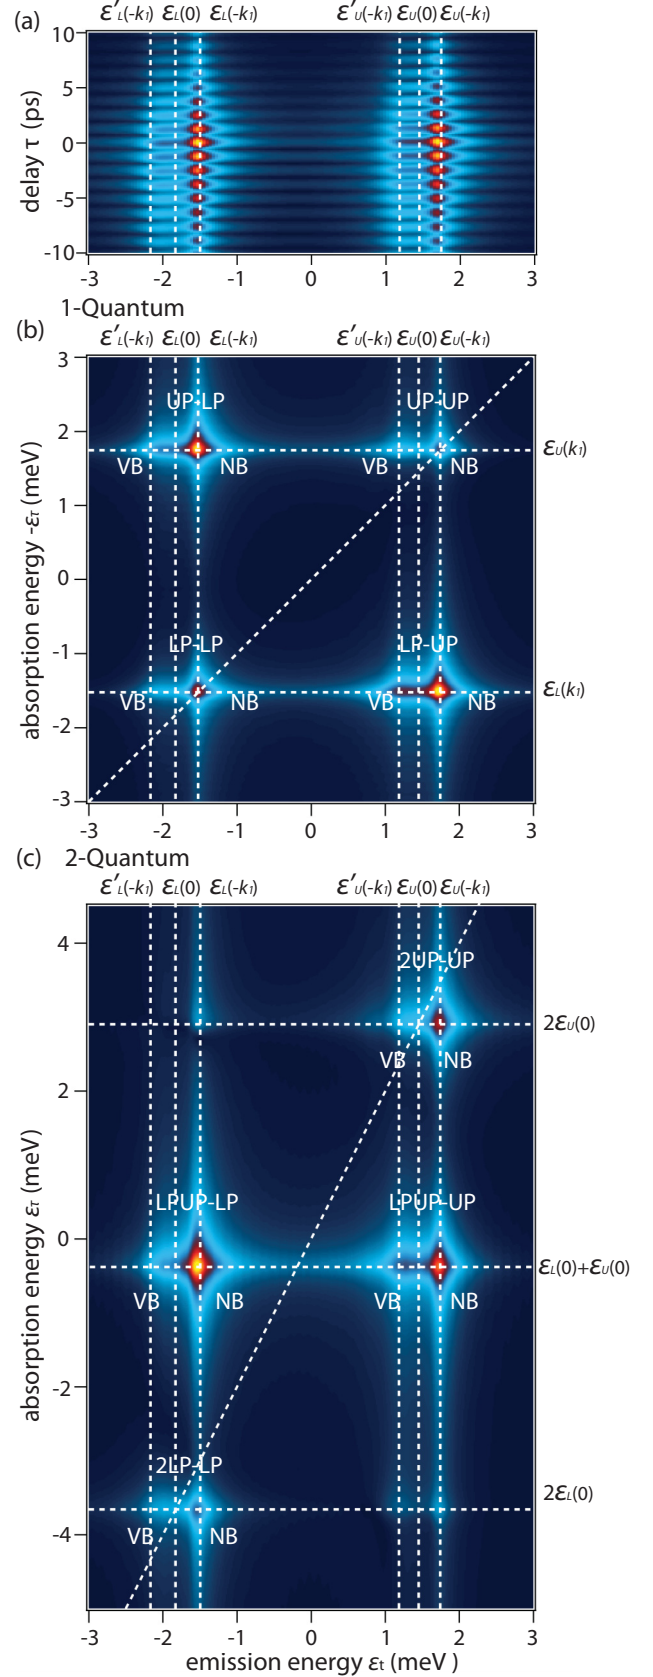 (a)
ε′L(-k1) εL(0) εL(-k1) ε′U(-k1) εU(0) εU(-k1)
delay τ (ps)
10
5
0
-5
-10
-3 -2 -1 0 1 2 3
1-Quantum
(b)
ε′L(-k1) εL(0) εL(-k1) ε′U(-k1) εU(0) εU(-k1)
absorption energy -ετ (meV)
3
2
1
0
-1
-2
-3
UP-LP UP-UP
VB NB VB NB
εU(k1)
LP-LP LP-UP
VB NB VB NB
εL(k1)
-3 -2 -1 0 1 2 3
(c) 2-Quantum
ε′L(-k1) εL(0) εL(-k1) ε′U(-k1) εU(0) εU(-k1)
absorption energy ετ (meV)
4
2
0
-2
-4
2UP-UP
2εU(0)
VB NB
LPUP-LP LPUP-UP
εL(0)+εU(0)
VB NB VB NB
2LP-LP
2εL(0)
VB NB
-3 -2 -1 0 1 2 3
emission energy εt (meV )